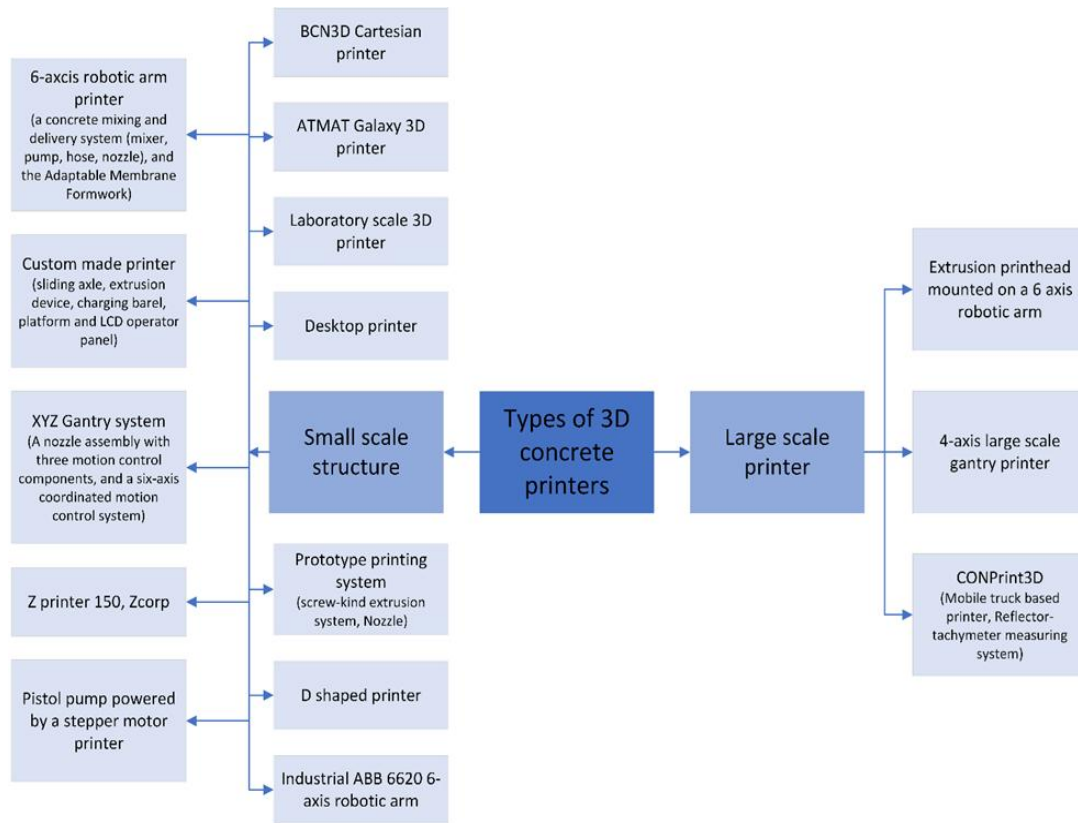 BCN3D Cartesian
printer
6-axcis robotic arm
printer
(a concrete mixing and
delivery system (mixer,
pump, hose, nozzle), and
the Adaptable Membrane
Formwork)
ATMAT Galaxy 3D
printer
Laboratory scale 3D
printer
Custom made printer
(sliding axle, extrusion
device, charging barel,
platform and LCD operator
panel)
Desktop printer
XYZ Gantry system
(A nozzle assembly with
three motion control
components, and a six-axis
coordinated motion
control system)
Small scale
structure
Types of 3D
concrete
printers
Large scale
printer
Extrusion printhead
mounted on a 6 axis
robotic arm
4-axis large scale
gantry printer
CONPrint3D
(Mobile truck based
printer, Reflector-
tachymeter measuring
system)
Z printer 150, Zcorp
Prototype printing
system
(screw-kind extrusion
system, Nozzle)
Pistol pump powered
by a stepper motor
printer
D shaped printer
Industrial ABB 6620 6-
axis robotic arm